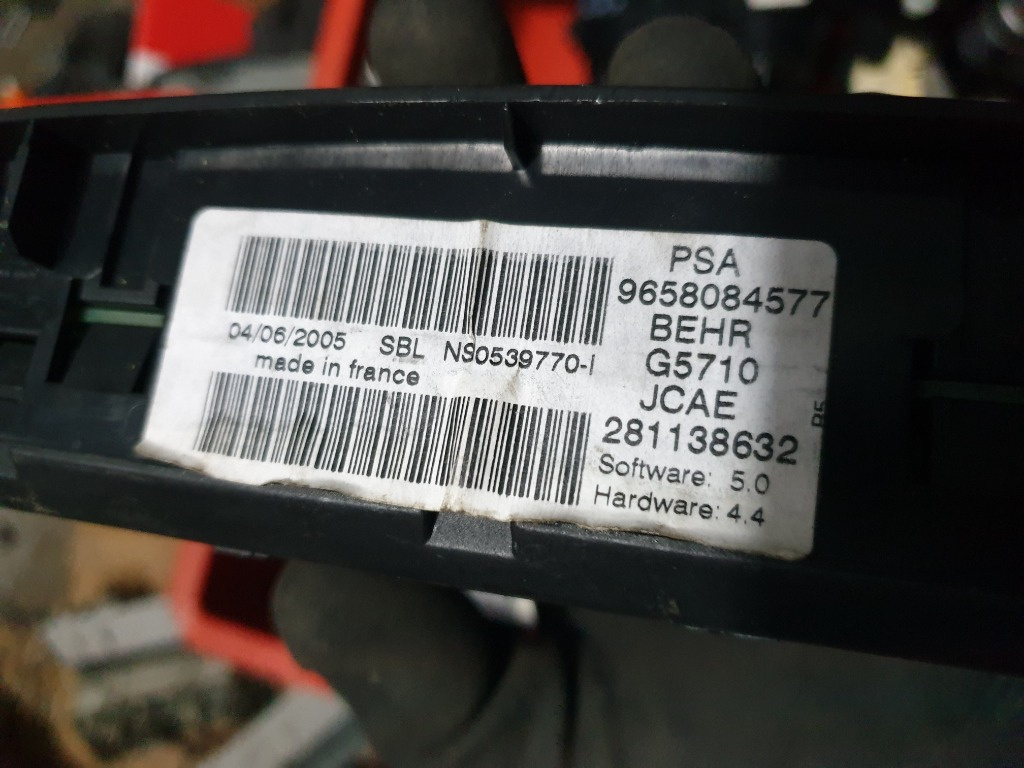 PSA
9658084577
BEHR
G5710
JCAE
281138632
Software: 5.0
Hardware: 4.4
04/06/2005 SBL NS0539770-I
made in france